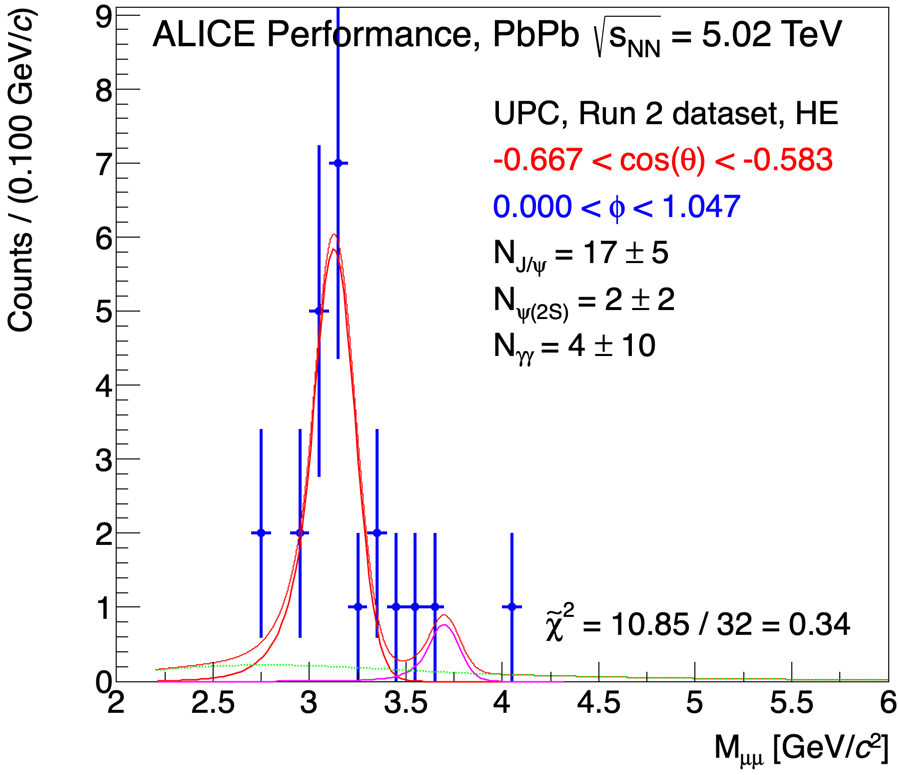 ALICE Performance, PbPb √sNN = 5.02 TeV
UPC, Run 2 dataset, HE
-0.667 < cos(θ) < -0.583
0.000 < ϕ < 1.047
NJ/ψ = 17 ± 5
Nψ(2S) = 2 ± 2
Nγγ = 4 ± 10
χ̃² = 10.85 / 32 = 0.34
Counts / (0.100 GeV/c)
9
8
7
6
5
4
3
2
1
0
2 2.5 3 3.5 4 4.5 5 5.5 6
Mμμ [GeV/c²]